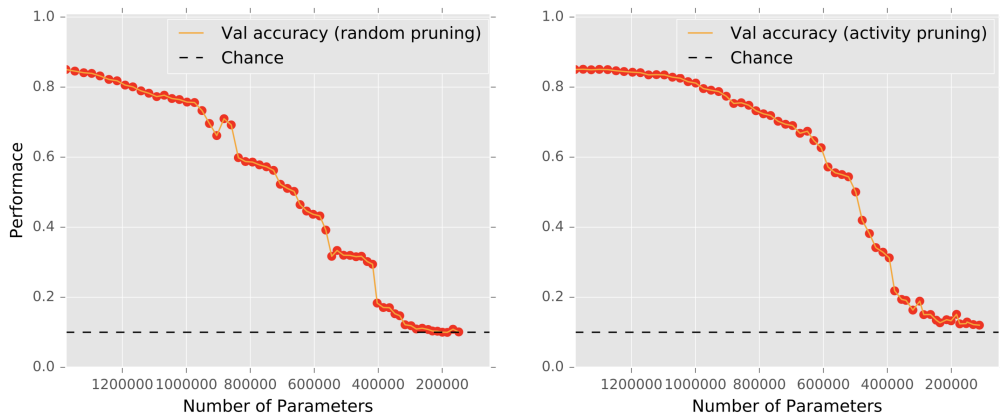 Val accuracy (random pruning)
Chance
1.0
0.8
0.6
0.4
0.2
0.0
Performace
1200000 1000000 800000 600000 400000 200000
Number of Parameters
Val accuracy (activity pruning)
Chance
1.0
0.8
0.6
0.4
0.2
0.0
1200000 1000000 800000 600000 400000 200000
Number of Parameters